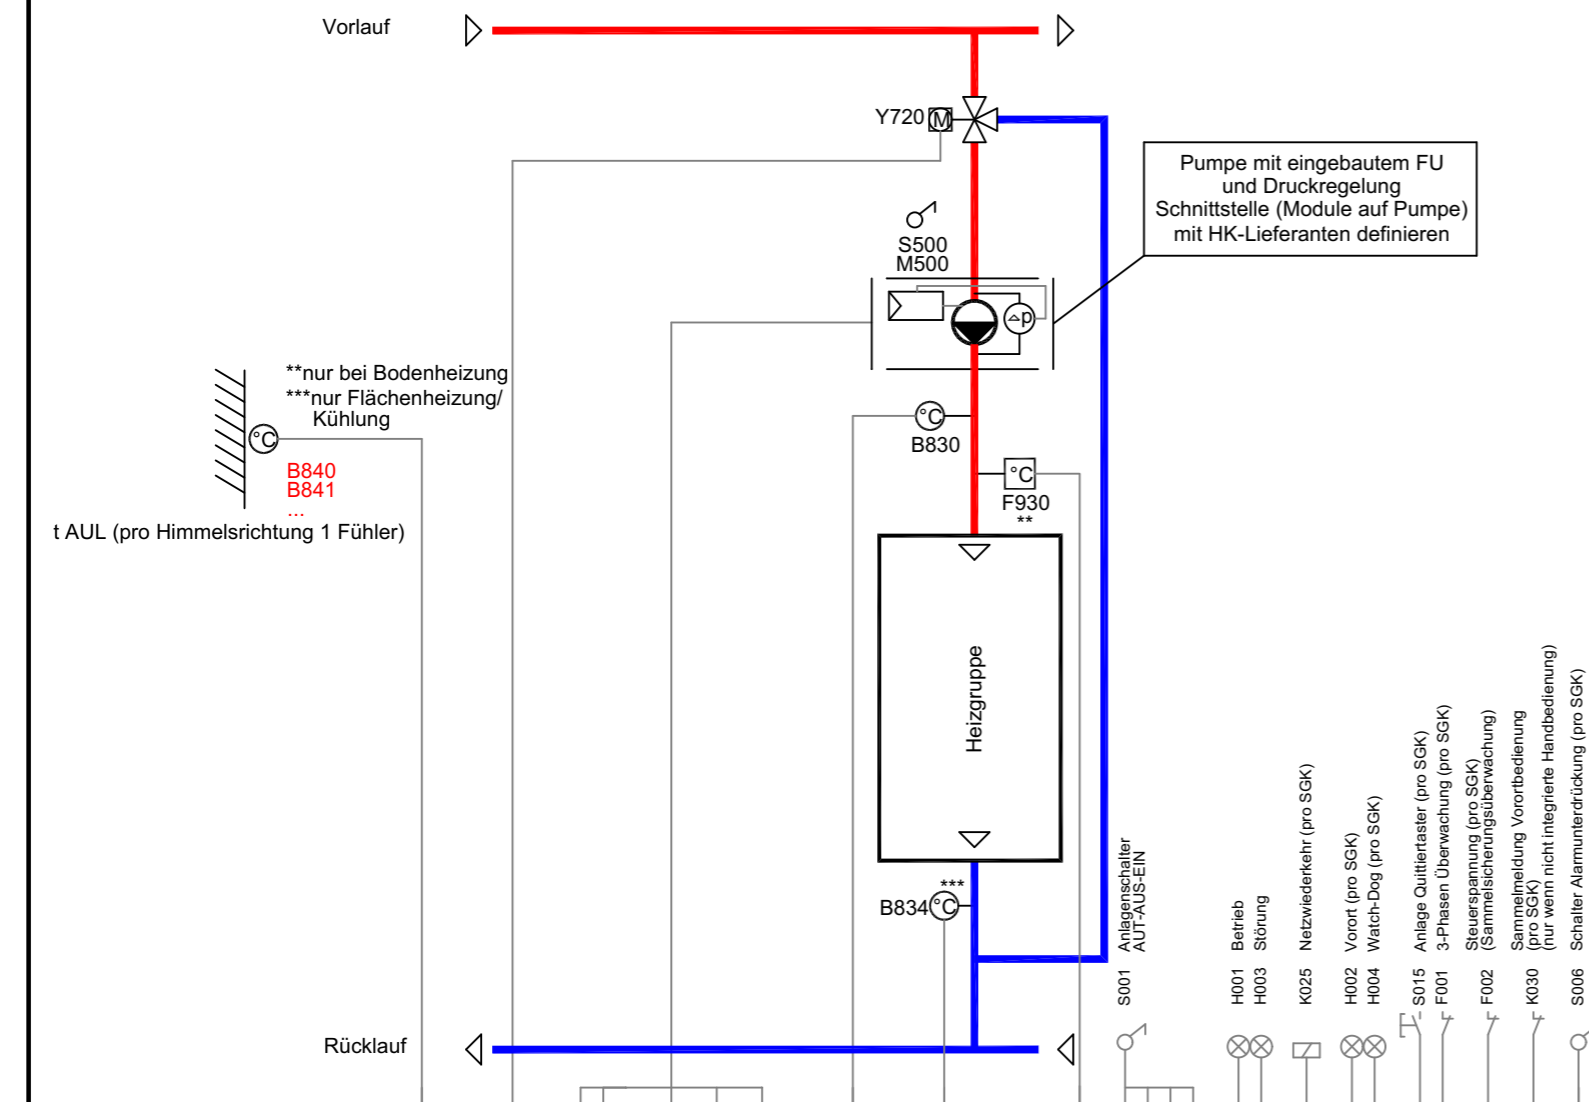 Vorlauf
Y720
M
Pumpe mit eingebautem FU
und Druckregelung
Schnittstelle (Module auf Pumpe)
mit HK-Lieferanten definieren
S500
M500
p
**nur bei Bodenheizung
***nur Flächenheizung/
Kühlung
°C
B840
B841
...
t AUL (pro Himmelsrichtung 1 Fühler)
°C
B830
°C
F930
**
Heizgruppe
***
B834
°C
Rücklauf
S001
Anlagenschalter
AUT-AUS-EIN
H001 Betrieb
H003 Störung
K025 Netzwiederkehr (pro SGK)
H002 Vorort (pro SGK)
H004 Watch-Dog (pro SGK)
S015 Anlage Quittiertaster (pro SGK)
F001 3-Phasen Überwachung (pro SGK)
F002
Steuerspannung (pro SGK)
(Sammelsicherungsüberwachung)
K030
Sammelmeldung Vorortbedienung
(pro SGK)
(nur wenn nicht integrierte Handbedienung)
S006 Schalter Alarmunterdrückung (pro SGK)